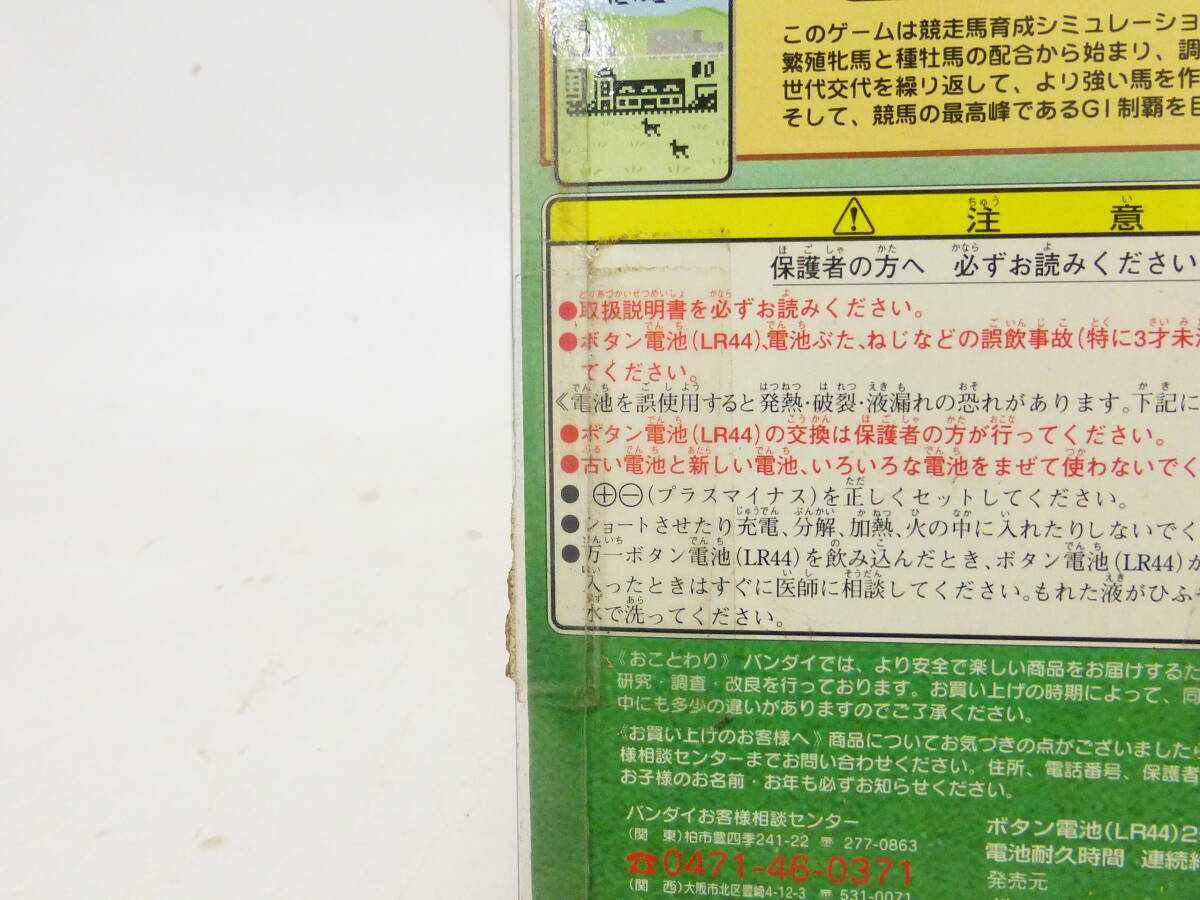 このゲームは競走馬育成シミュレーショ
繁殖牝馬と種牡馬の配合から始まり、調
世代交代を繰り返して、より強い馬を作
そして、競馬の最高峰であるGI制覇を目
注意
保護者の方へ 必ずお読みください
●取扱説明書を必ずお読みください。
●ボタン電池(LR44)、電池ぶた、ねじなどの誤飲事故(特に3才未満
てください。
《電池を誤使用すると発熱・破裂・液漏れの恐れがあります。下記に
●ボタン電池(LR44)の交換は保護者の方が行ってください。
●古い電池と新しい電池、いろいろな電池をまぜて使わないでく
●⊕⊖(プラスマイナス)を正しくセットしてください。
●ショートさせたり充電、分解、加熱、火の中に入れたりしないでく
●万一ボタン電池(LR44)を飲み込んだとき、ボタン電池(LR44)か
入ったときはすぐに医師に相談してください。もれた液がひふや
水で洗ってください。
《おことわり》バンダイでは、より安全で楽しい商品をお届けするた
研究・調査・改良を行っております。お買い上げの時期によって、同
中にも多少の違いがありますのでご了承ください。
《お買い上げのお客様へ》商品についてお気づきの点がございましたら
様相談センターまでお問い合わせください。住所、電話番号、保護者
お子様のお名前・お年も必ずお知らせください。
バンダイお客様相談センター
(関 東)柏市豊四季241-22 〠 277-0863
☎0471-46-0371
(関 西)大阪市北区豊崎4-12-3 〠 531-0071
ボタン電池(LR44)2
電池耐久時間 連続約
発売元